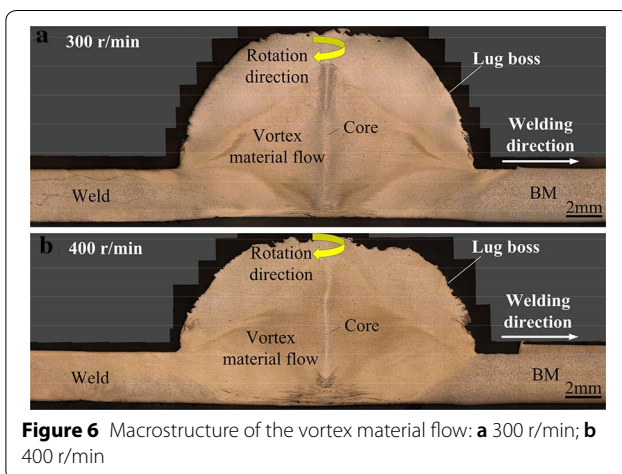 a
300 r/min
Rotation
direction
Lug boss
Core
Vortex
material flow
Welding
direction
Weld
BM
2mm
b
400 r/min
Rotation
direction
Lug boss
Core
Vortex
material flow
Welding
direction
Weld
BM
2mm
Figure 6 Macrostructure of the vortex material flow: a 300 r/min; b
400 r/min